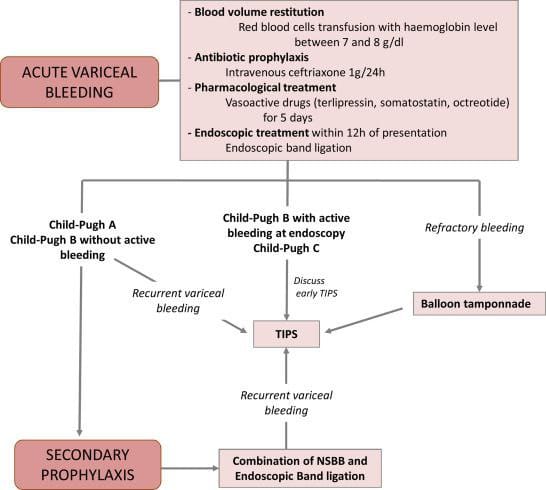 ACUTE VARICEAL
BLEEDING
- Blood volume restitution
Red blood cells transfusion with haemoglobin level
between 7 and 8 g/dl
- Antibiotic prophylaxis
Intravenous ceftriaxone 1g/24h
- Pharmacological treatment
Vasoactive drugs (terlipressin, somatostatin, octreotide)
for 5 days
- Endoscopic treatment within 12h of presentation
Endoscopic band ligation
Child-Pugh A
Child-Pugh B without active
bleeding
Child-Pugh B with active
bleeding at endoscopy
Child-Pugh C
Refractory bleeding
Recurrent variceal
bleeding
Discuss
early TIPS
Balloon tamponnade
TIPS
Recurrent variceal
bleeding
SECONDARY
PROPHYLAXIS
Combination of NSBB and
Endoscopic Band ligation